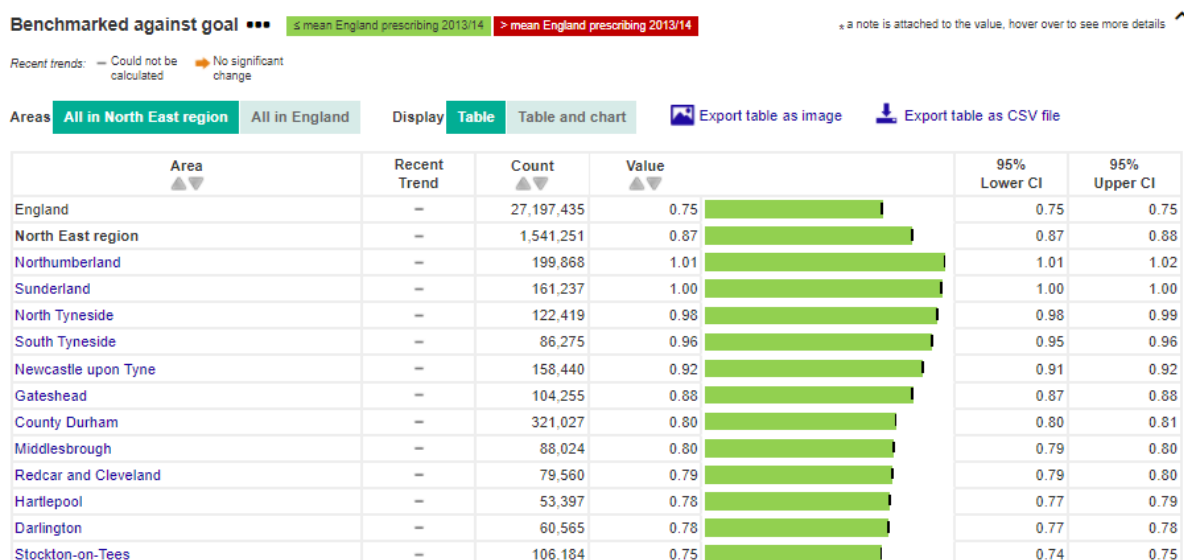 Benchmarked against goal ••• ≤ mean England prescribing 2013/14 > mean England prescribing 2013/14 * a note is attached to the value, hover over to see more details
Recent trends: – Could not be calculated No significant change
Areas All in North East region All in England Display Table Table and chart Export table as image Export table as CSV file
Area Recent Trend Count Value 95% Lower CI 95% Upper CI
England – 27,197,435 0.75 0.75 0.75
North East region – 1,541,251 0.87 0.87 0.88
Northumberland – 199,868 1.01 1.01 1.02
Sunderland – 161,237 1.00 1.00 1.00
North Tyneside – 122,419 0.98 0.98 0.99
South Tyneside – 86,275 0.96 0.95 0.96
Newcastle upon Tyne – 158,440 0.92 0.91 0.92
Gateshead – 104,255 0.88 0.87 0.88
County Durham – 321,027 0.80 0.80 0.81
Middlesbrough – 88,024 0.80 0.79 0.80
Redcar and Cleveland – 79,560 0.79 0.79 0.80
Hartlepool – 53,397 0.78 0.77 0.79
Darlington – 60,565 0.78 0.77 0.78
Stockton-on-Tees – 106,184 0.75 0.74 0.75